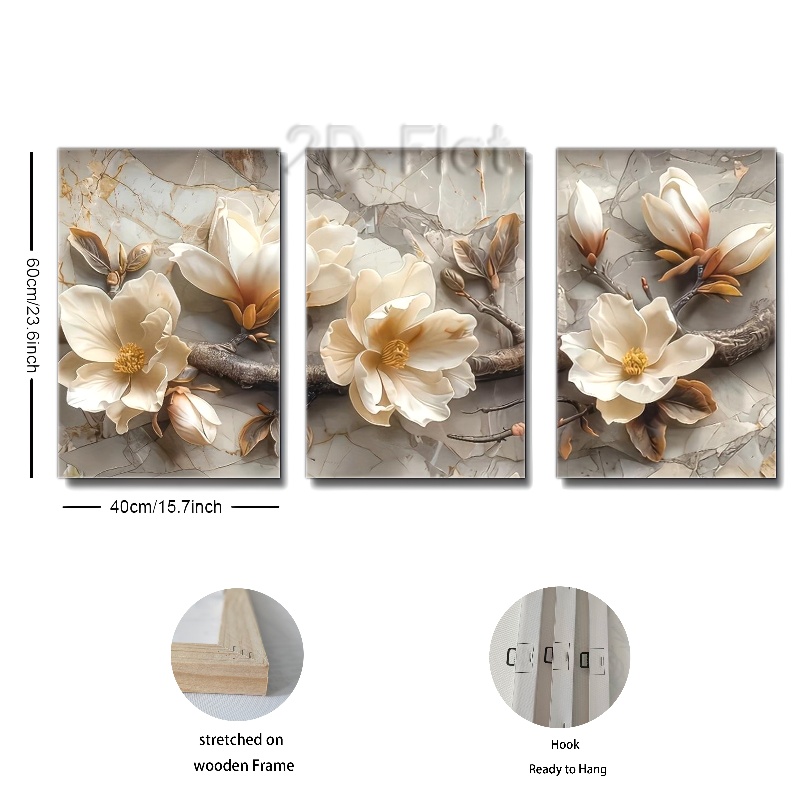 2D Flat
60cm/23.6inch
40cm/15.7inch
stretched on
wooden Frame
Hook
Ready to Hang